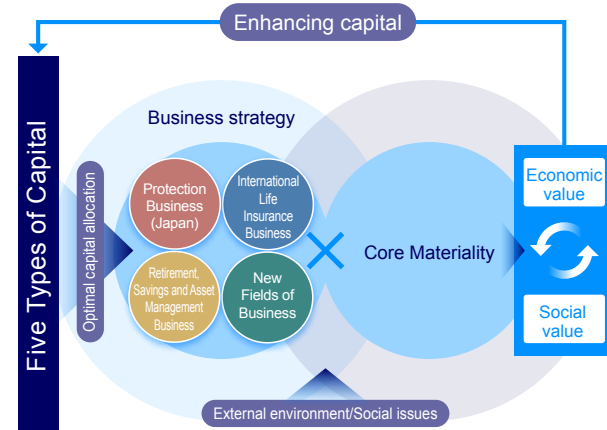 Enhancing capital
Five Types of Capital
Optimal capital allocation
Business strategy
Protection
Business
(Japan)
International
Life
Insurance
Business
Retirement,
Savings and Asset
Management
Business
New
Fields of
Business
Core Materiality
Economic
value
Social
value
External environment/Social issues